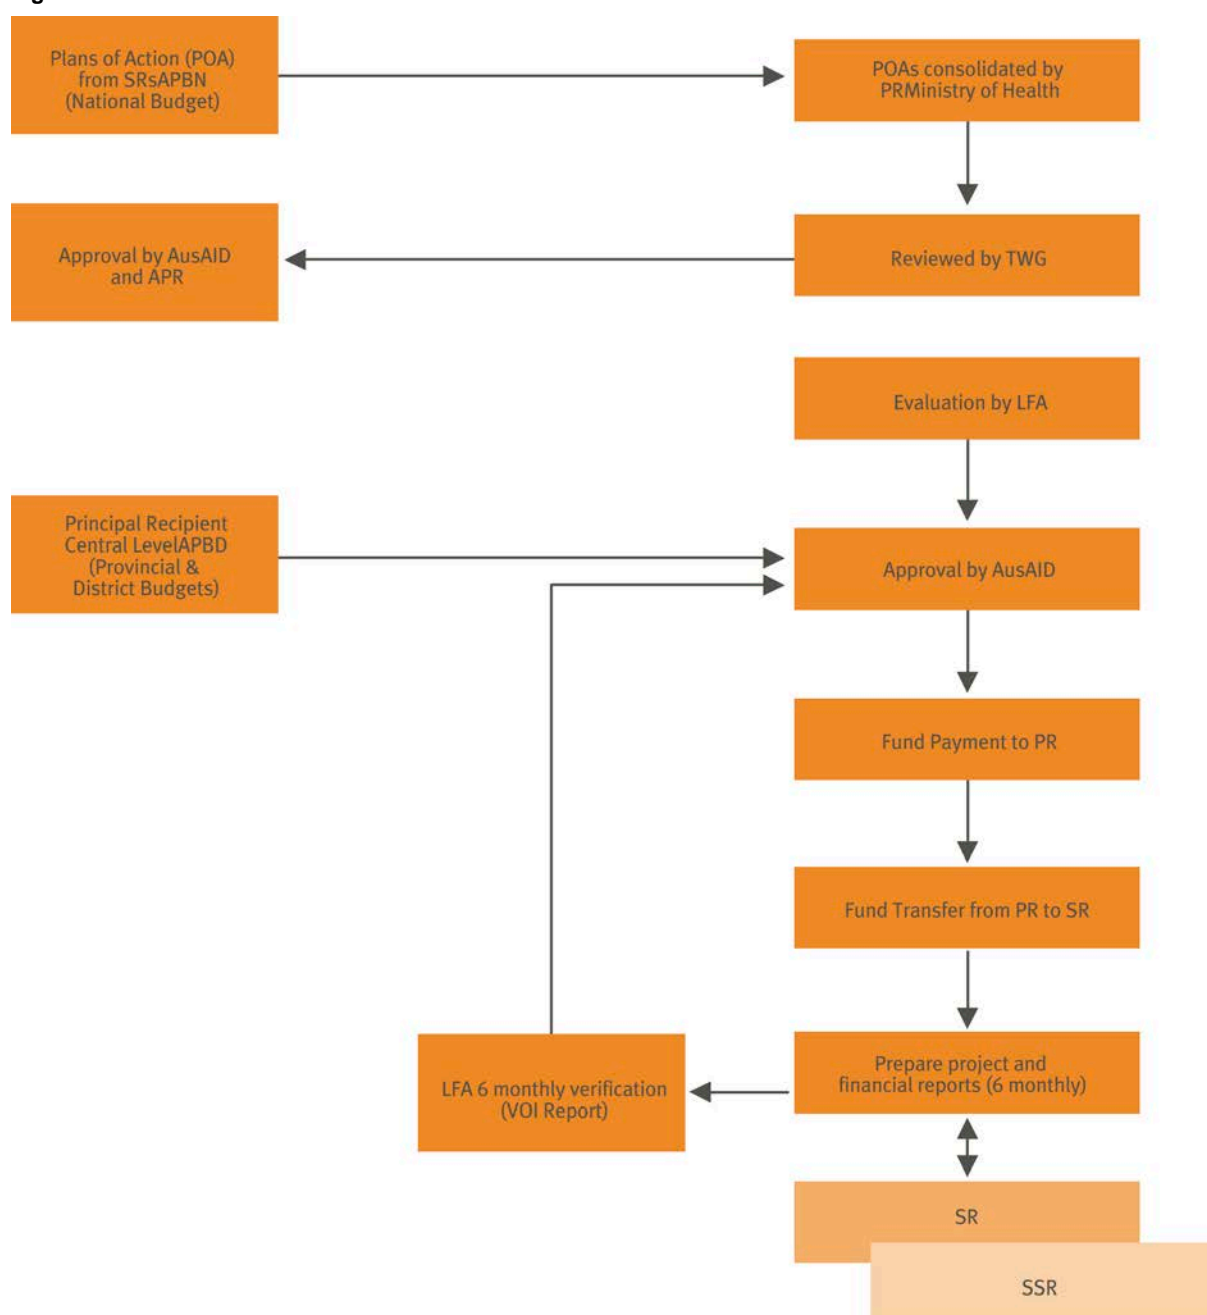 Plans of Action (POA)
from SRsAPBN
(National Budget)
POAs consolidated by
PRMinistry of Health
Approval by AusAID
and APR
Reviewed by TWG
Evaluation by LFA
Principal Recipient
Central LevelAPBD
(Provincial &
District Budgets)
Approval by AusAID
Fund Payment to PR
Fund Transfer from PR to SR
Prepare project and
financial reports (6 monthly)
LFA 6 monthly verification
(VOI Report)
SR
SSR